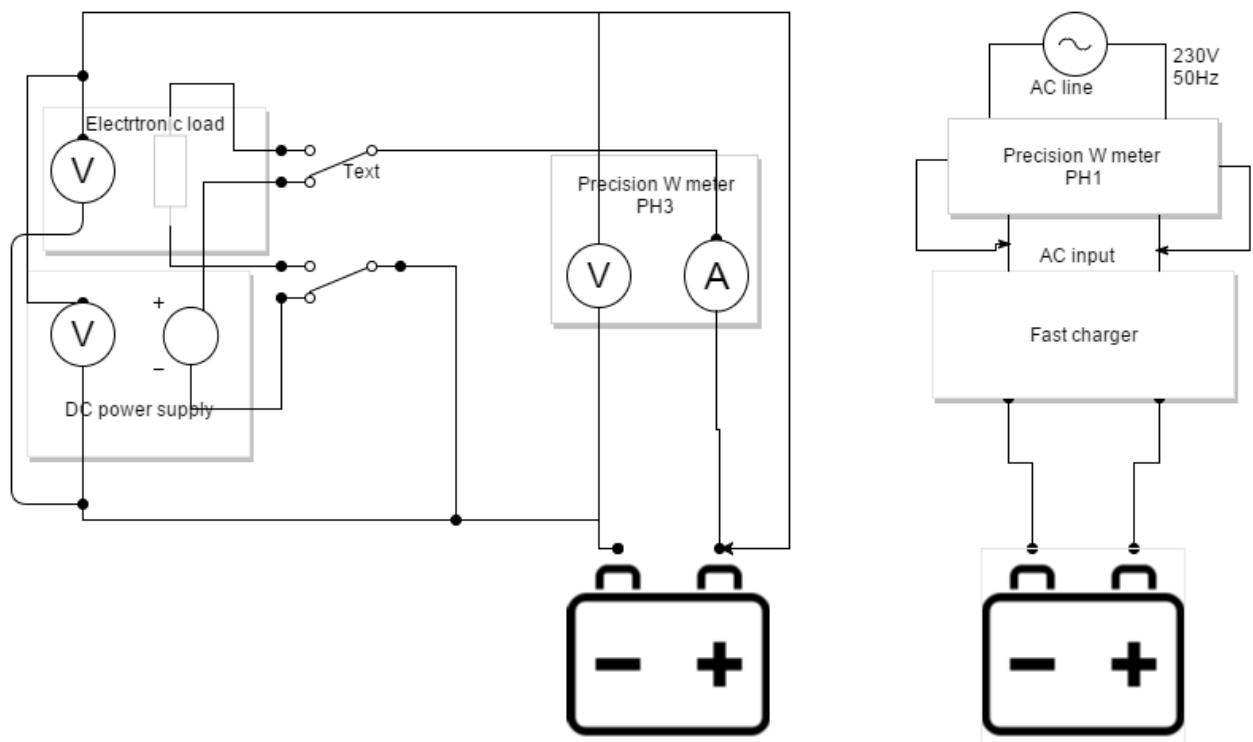 Electrtronic load
V
Text
+
V
−
DC power supply
Precision W meter
PH3
V
A
− +
AC line
230V
50Hz
Precision W meter
PH1
AC input
Fast charger
− +